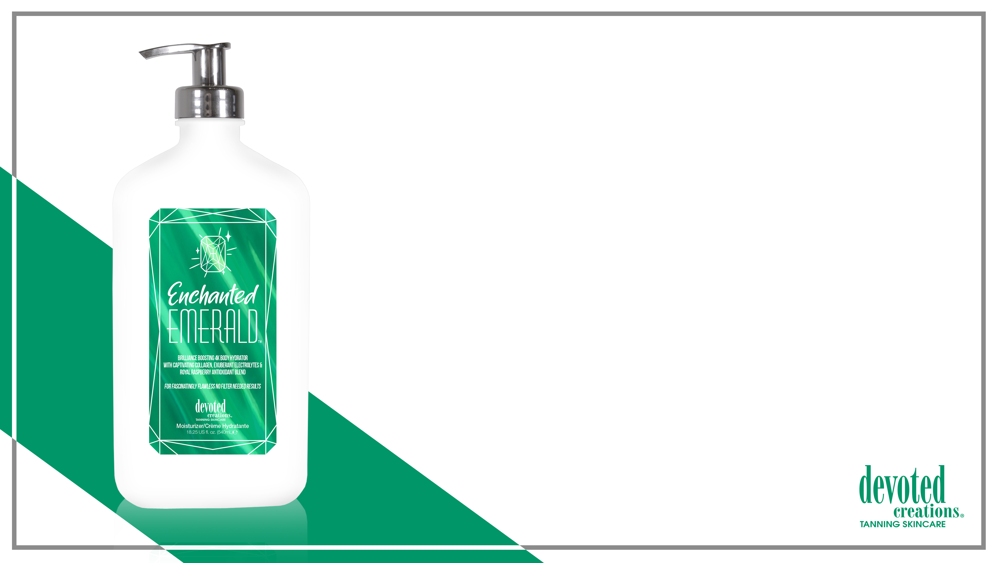 Enchanted
EMERALD™
BRILLIANCE BOOSTING 4K BODY HYDRATOR
WITH CAPTIVATING COLLAGEN, EXUBERANT ELECTROLYTES &
ROYAL RASPBERRY ANTIOXIDANT BLEND
FOR FASCINATINGLY FLAWLESS NO FILTER NEEDED RESULTS
devoted
creations®
TANNING SKINCARE
Moisturizer/Crème Hydratante
18.25 US fl. oz. (540mL)℮
devoted
creations®
TANNING SKINCARE